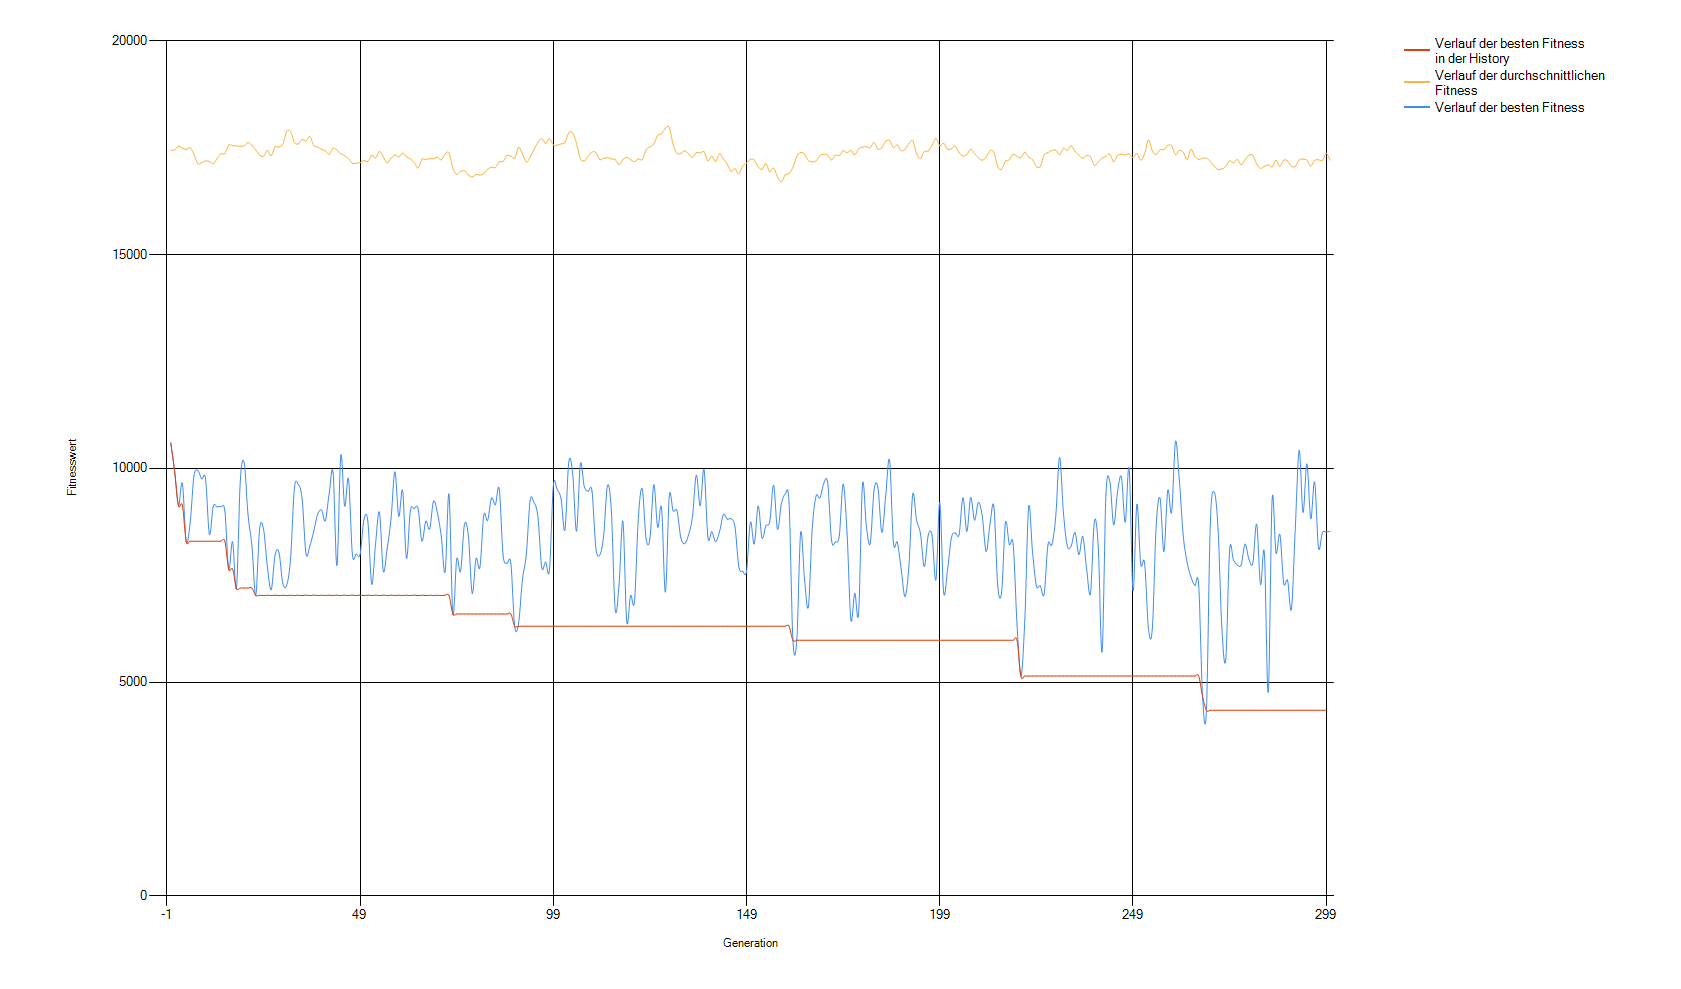 20000
15000
10000
5000
0
-1
49
99
149
199
249
299
Fitnesswert
Generation
Verlauf der besten Fitness
in der History
Verlauf der durchschnittlichen
Fitness
Verlauf der besten Fitness